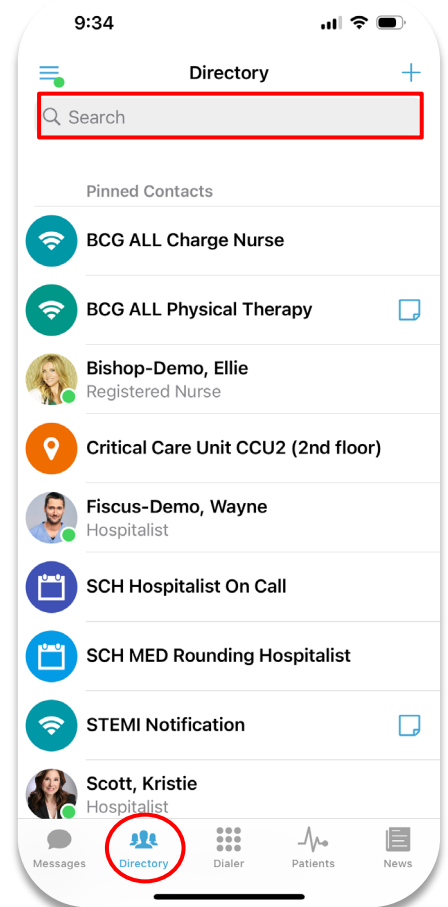 9:34
Directory
Search
Pinned Contacts
BCG ALL Charge Nurse
BCG ALL Physical Therapy
Bishop-Demo, Ellie
Registered Nurse
Critical Care Unit CCU2 (2nd floor)
Fiscus-Demo, Wayne
Hospitalist
SCH Hospitalist On Call
SCH MED Rounding Hospitalist
STEMI Notification
Scott, Kristie
Hospitalist
Messages Directory Dialer Patients News